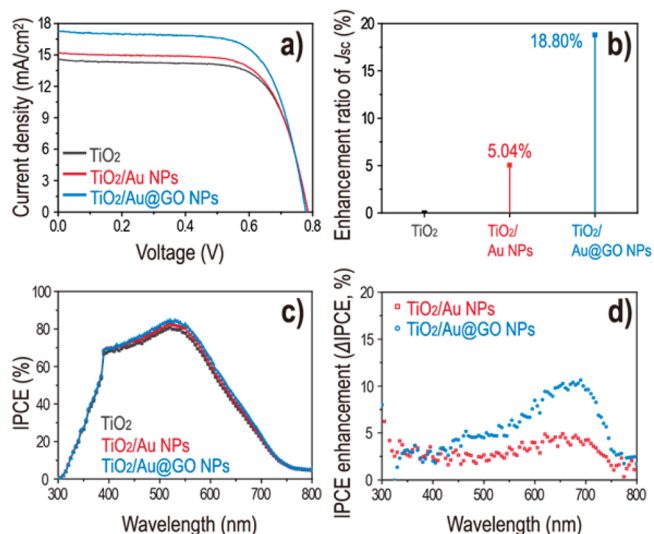 a)
Current density (mA/cm²)
18
15
12
9
6
3
0
TiO₂
TiO₂/Au NPs
TiO₂/Au@GO NPs
0.0 0.2 0.4 0.6 0.8
Voltage (V)
b)
Enhancement ratio of Jsc (%)
20
15
10
5
0
18.80%
5.04%
TiO₂
TiO₂/
Au NPs
TiO₂/
Au@GO NPs
c)
IPCE (%)
100
80
60
40
20
0
TiO₂
TiO₂/Au NPs
TiO₂/Au@GO NPs
300 400 500 600 700 800
Wavelength (nm)
d)
IPCE enhancement (ΔIPCE, %)
20
15
10
5
0
TiO₂/Au NPs
TiO₂/Au@GO NPs
300 400 500 600 700 800
Wavelength (nm)